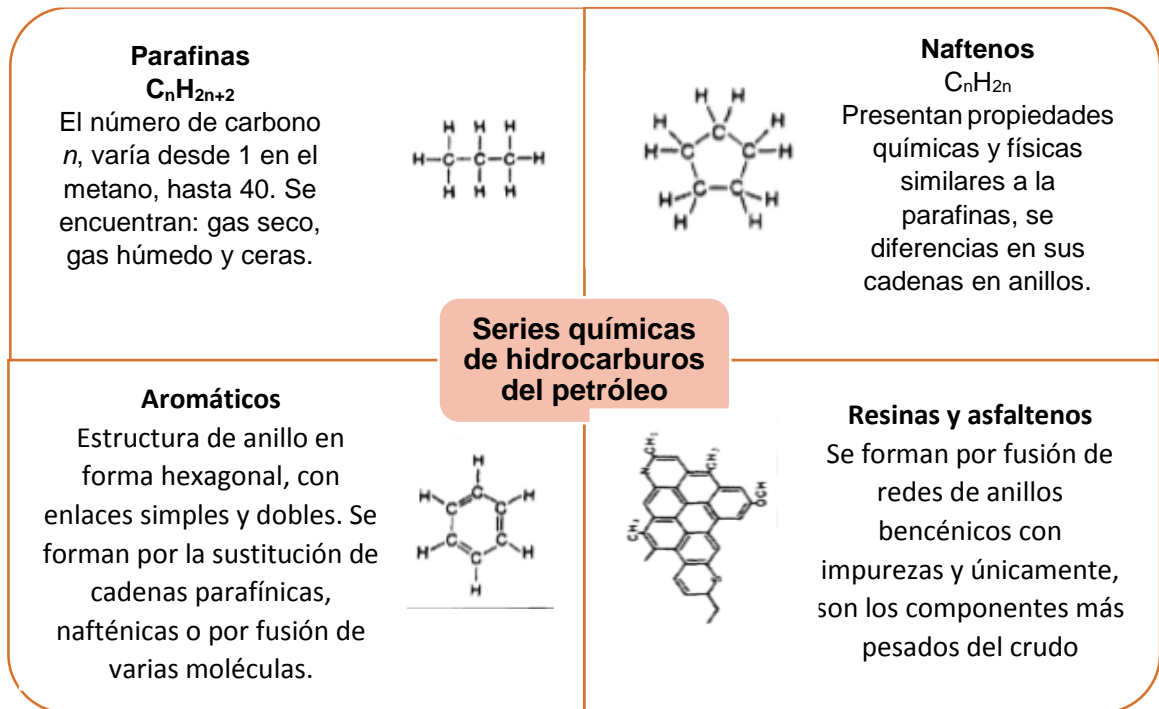 Parafinas
CₙH₂ₙ₊₂
El número de carbono
n, varía desde 1 en el
metano, hasta 40. Se
encuentran: gas seco,
gas húmedo y ceras.
H H H
H-C-C-C-H
H H H
Naftenos
CₙH₂ₙ
Presentan propiedades
químicas y físicas
similares a la
parafinas, se
diferencias en sus
cadenas en anillos.
H H
H C H
H C C H
C C
H H H H
Series químicas
de hidrocarburos
del petróleo
Aromáticos
Estructura de anillo en
forma hexagonal, con
enlaces simples y dobles. Se
forman por la sustitución de
cadenas parafínicas,
nafténicas o por fusión de
varias moléculas.
H
H C H
C C
C C
H C H
H
Resinas y asfaltenos
Se forman por fusión de
redes de anillos
bencénicos con
impurezas y únicamente,
son los componentes más
pesados del crudo
CH₃
CH₃
OCH
CH₃